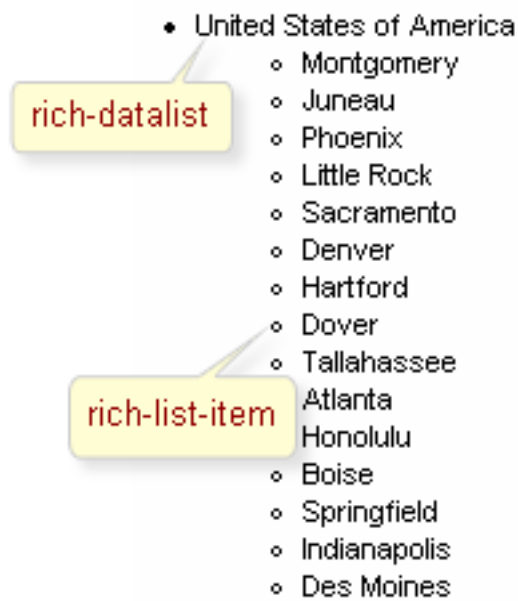 United States of America
Montgomery
Juneau
rich-datalist
Phoenix
Little Rock
Sacramento
Denver
Hartford
Dover
Tallahassee
Atlanta
rich-list-item
Honolulu
Boise
Springfield
Indianapolis
Des Moines